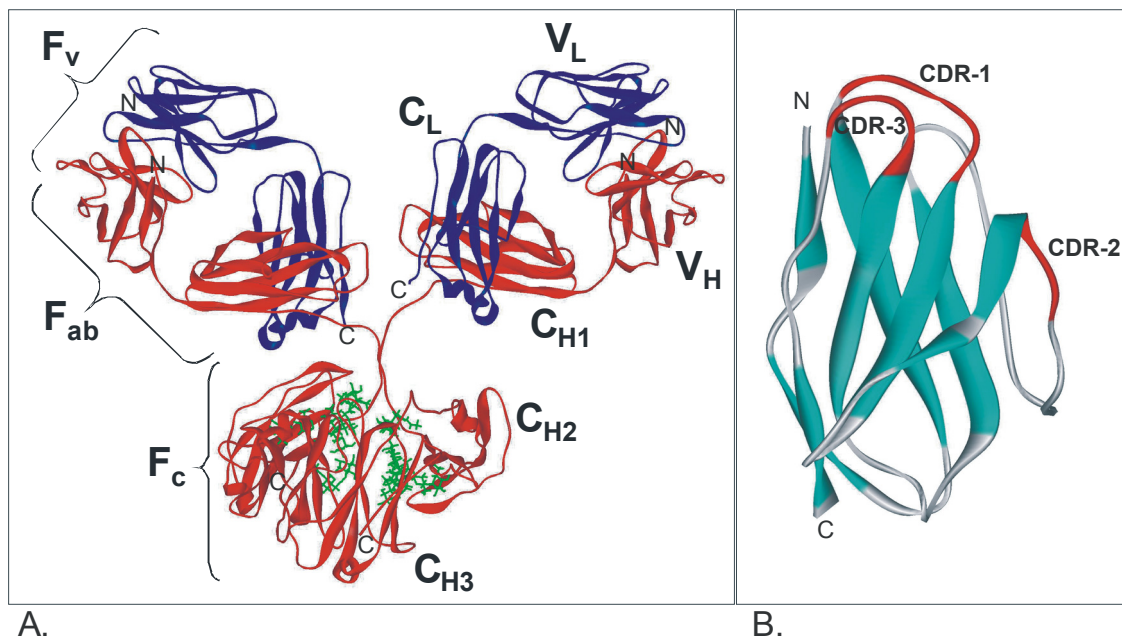 Fv
VL
CL
N
N
N
N
VH
Fab
C
C
CH1
Fc
CH2
C
C
CH3
A.
N
CDR-1
CDR-3
CDR-2
C
B.